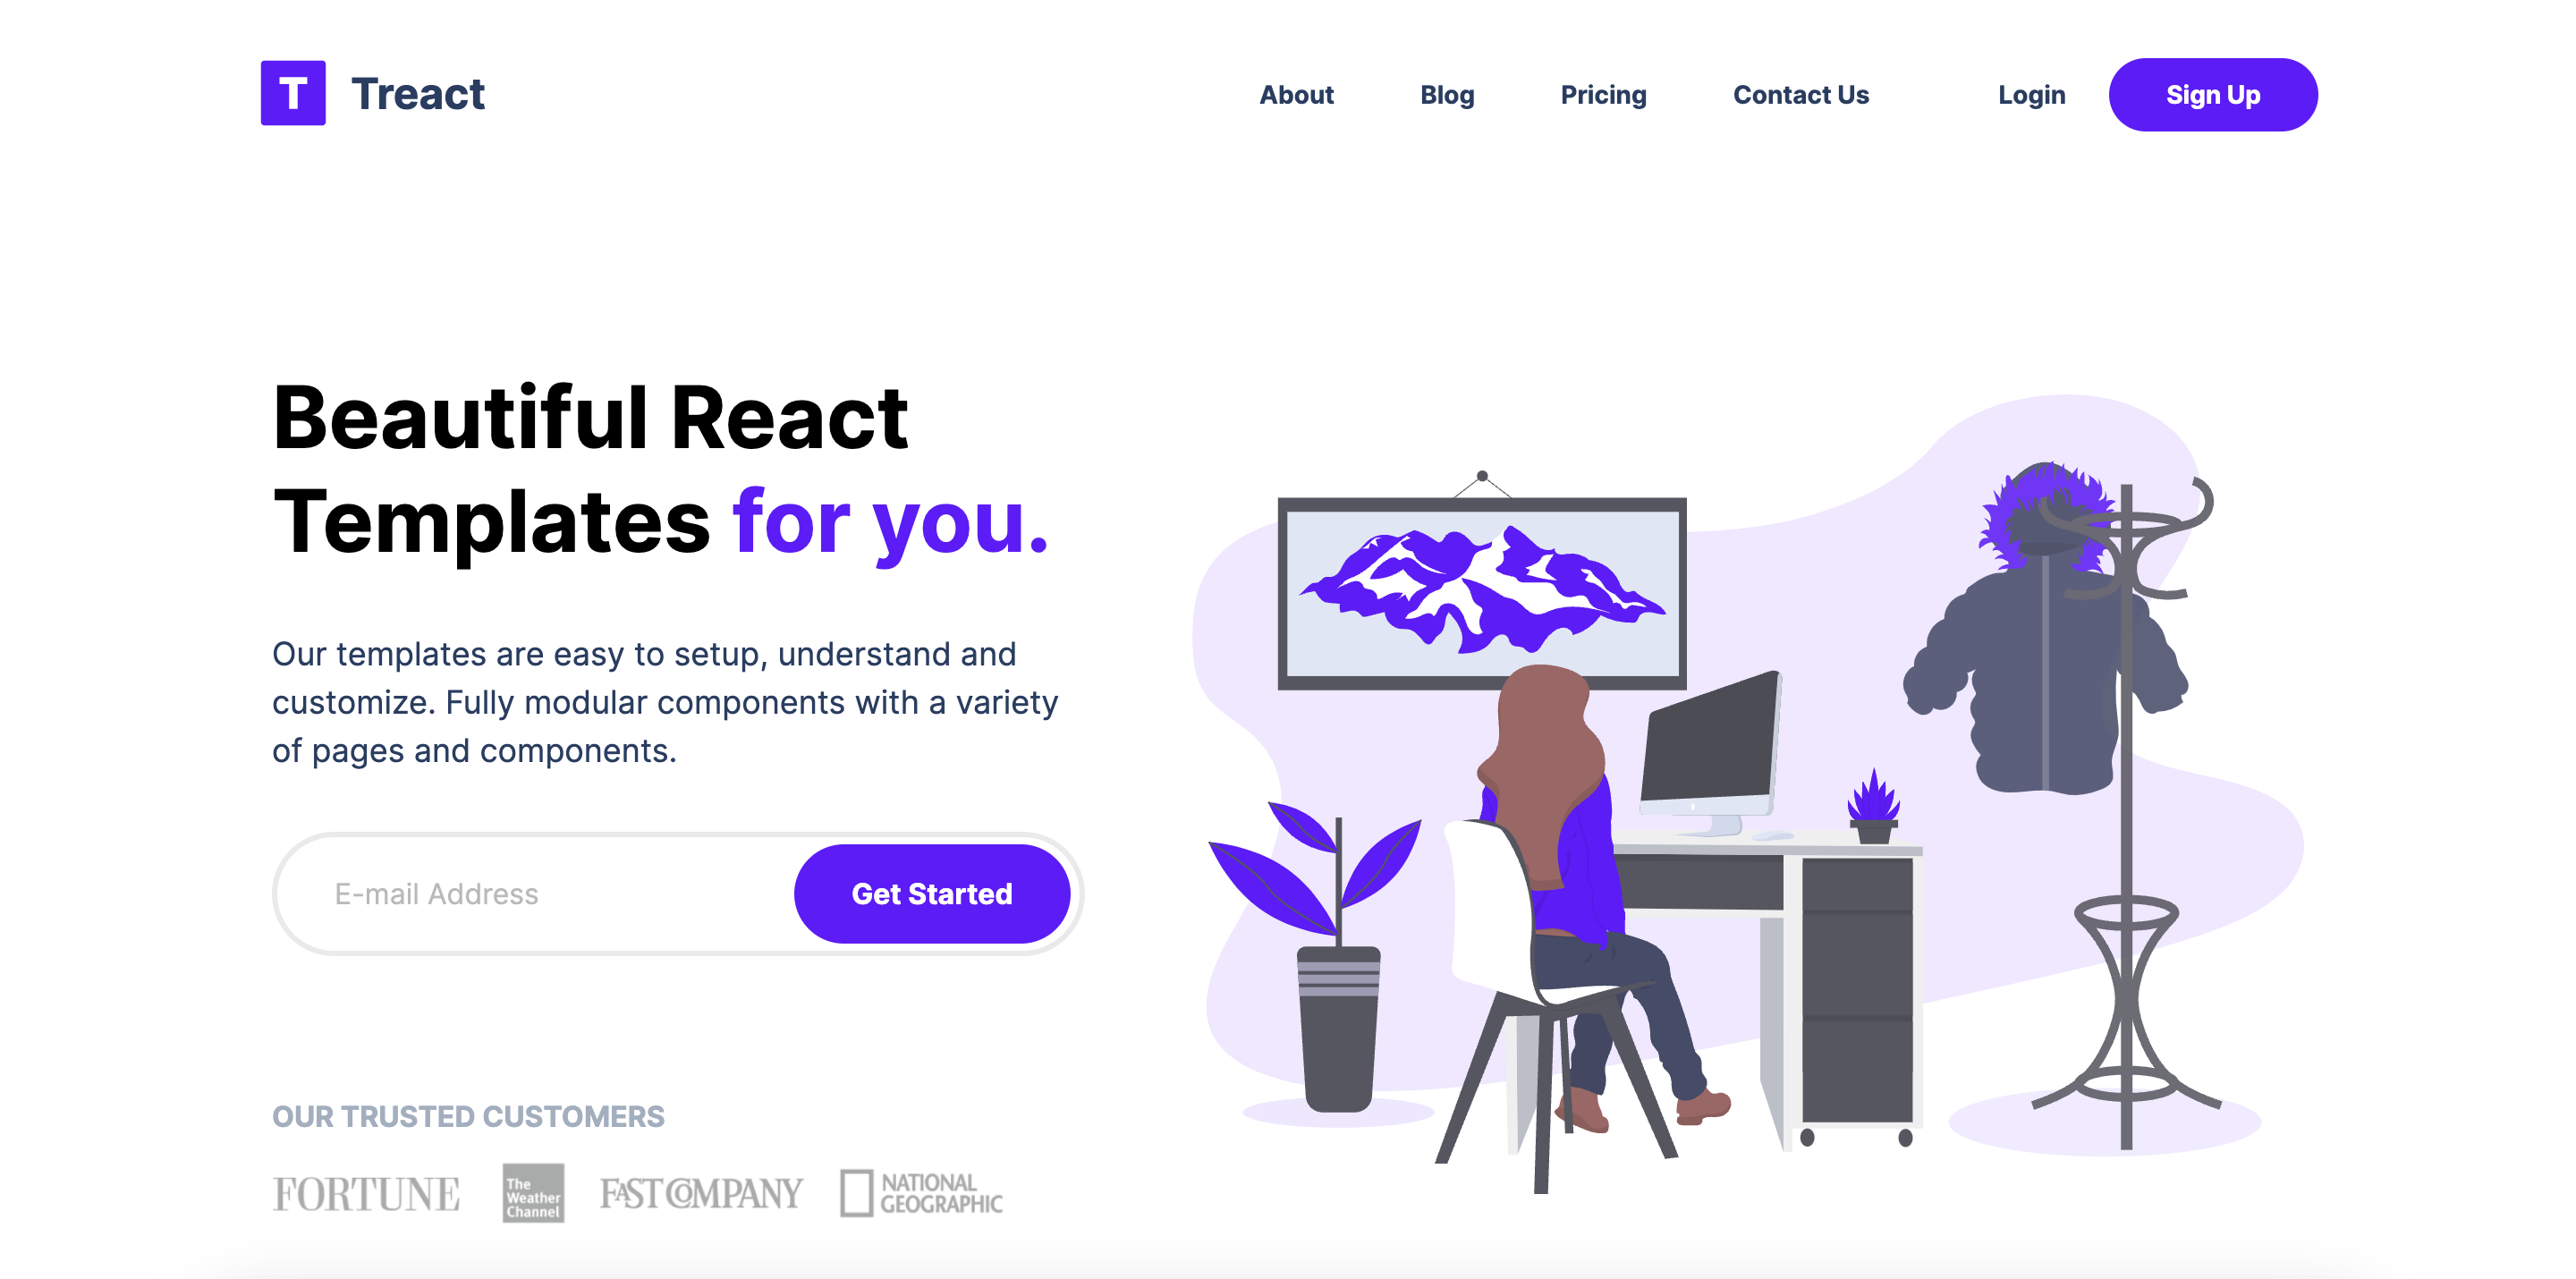 T Treact
About Blog Pricing Contact Us Login Sign Up
Beautiful React
Templates for you.
Our templates are easy to setup, understand and
customize. Fully modular components with a variety
of pages and components.
E-mail Address Get Started
OUR TRUSTED CUSTOMERS
FORTUNE
The
Weather
Channel
FAST COMPANY
NATIONAL
GEOGRAPHIC